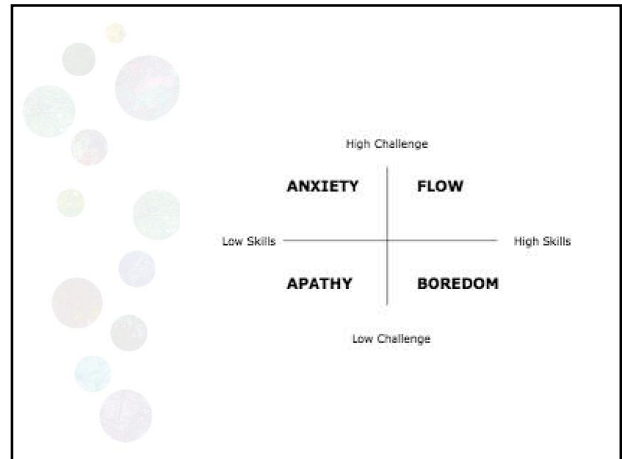 High Challenge
ANXIETY FLOW
Low Skills High Skills
APATHY BOREDOM
Low Challenge